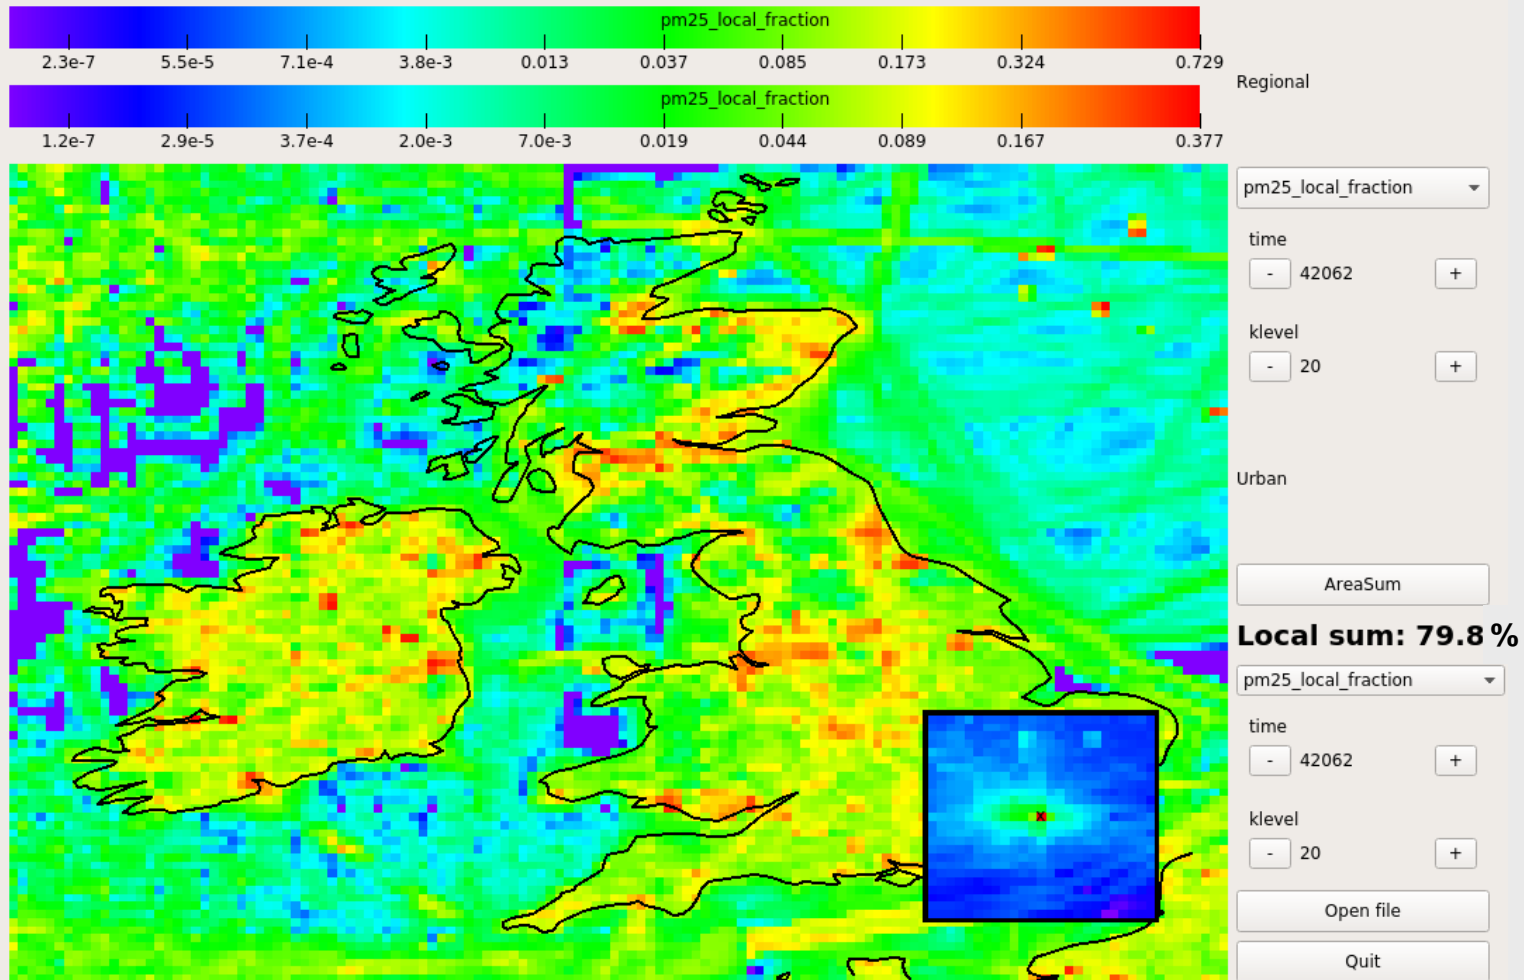 pm25_local_fraction
2.3e-7 5.5e-5 7.1e-4 3.8e-3 0.013 0.037 0.085 0.173 0.324 0.729
pm25_local_fraction
1.2e-7 2.9e-5 3.7e-4 2.0e-3 7.0e-3 0.019 0.044 0.089 0.167 0.377
Regional
pm25_local_fraction
time
- 42062 +
klevel
- 20 +
Urban
AreaSum
Local sum: 79.8 %
pm25_local_fraction
time
- 42062 +
klevel
- 20 +
Open file
Quit
x